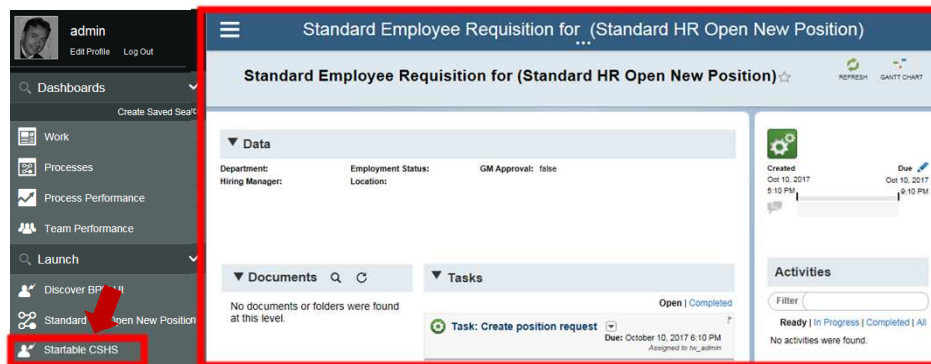 admin
Edit Profile Log Out
Dashboards
Create Saved Sea
Work
Processes
Process Performance
Team Performance
Launch
Discover
Standard Open New Position
Startable CSHS
Standard Employee Requisition for (Standard HR Open New Position)
Standard Employee Requisition for (Standard HR Open New Position)
REFRESH GANTT CHART
Data
Department: Employment Status: GM Approval: false
Hiring Manager: Location:
Documents
No documents or folders were found
at this level.
Tasks
Open | Completed
Task: Create position request
Due: October 10, 2017 6:10 PM
Assigned to tw_admin
Created Due
Oct 10, 2017 Oct 10, 2017
5:10 PM 9:10 PM
Activities
Filter
Ready | In Progress | Completed | All
No activities were found.